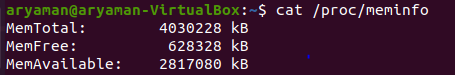 aryaman@aryaman-VirtualBox:~$ cat /proc/meminfo
MemTotal:        4030228 kB
MemFree:          628328 kB
MemAvailable:    2817080 kB